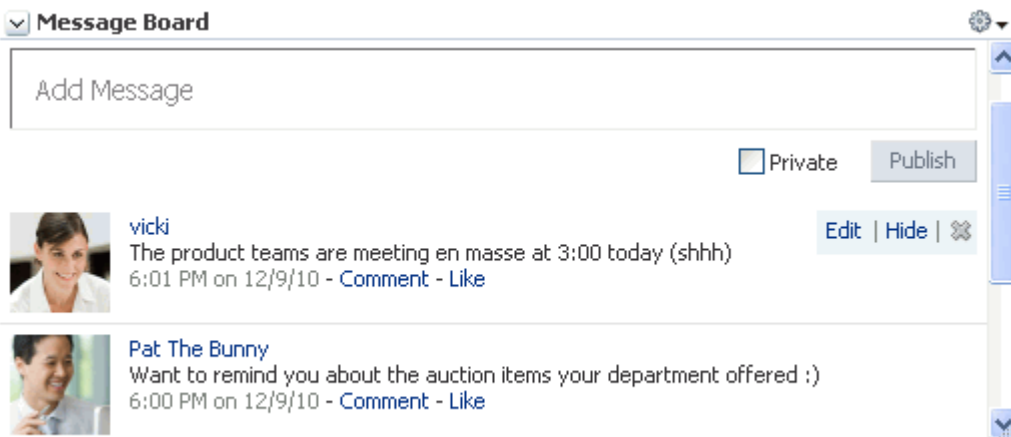 Message Board
Add Message
Private Publish
vicki
Edit | Hide |
The product teams are meeting en masse at 3:00 today (shhh)
6:01 PM on 12/9/10 - Comment - Like
Pat The Bunny
Want to remind you about the auction items your department offered :)
6:00 PM on 12/9/10 - Comment - Like